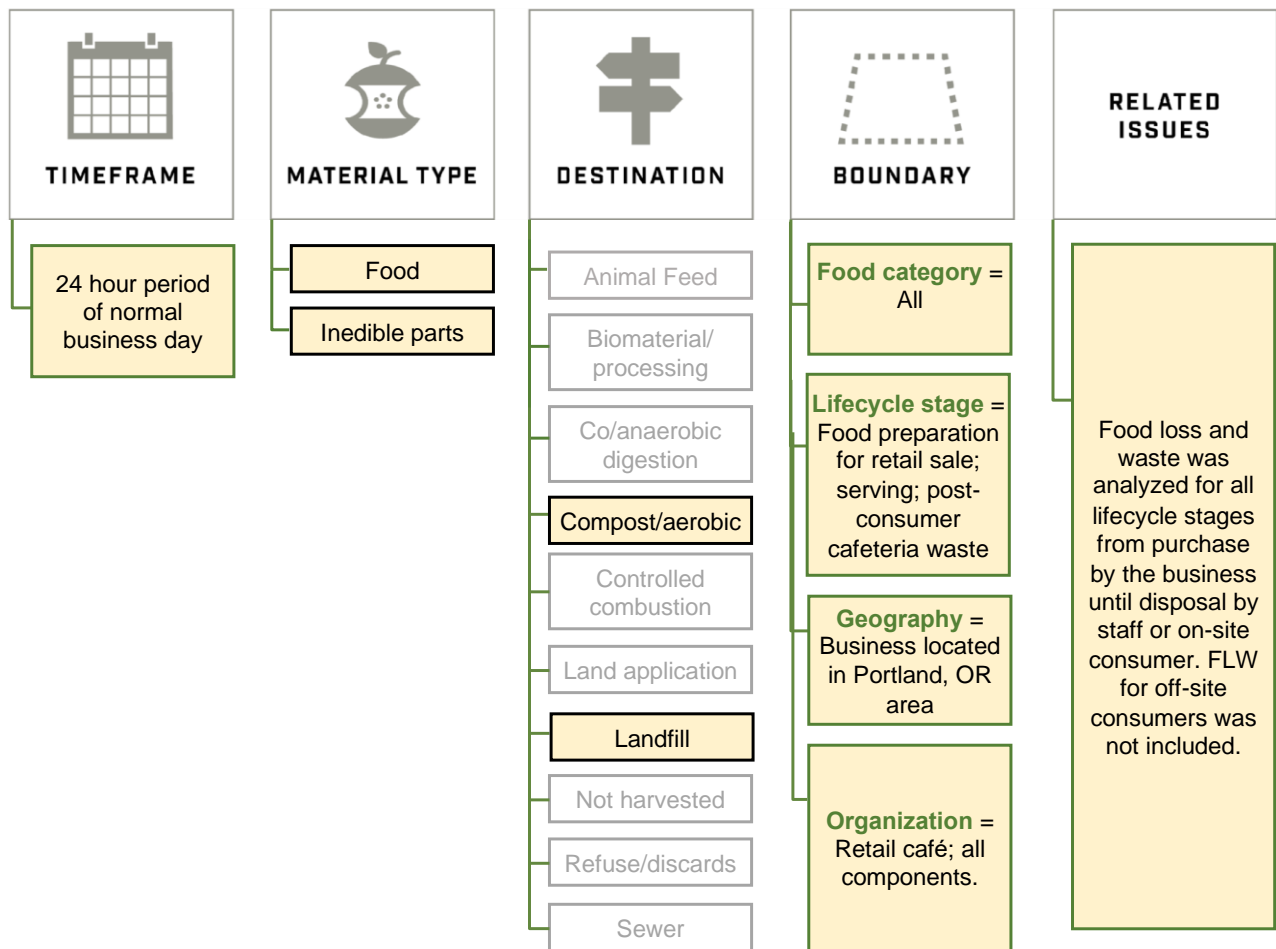 TIMEFRAME
24 hour period
of normal
business day
MATERIAL TYPE
Food
Inedible parts
DESTINATION
Animal Feed
Biomaterial/
processing
Co/anaerobic
digestion
Compost/aerobic
Controlled
combustion
Land application
Landfill
Not harvested
Refuse/discards
Sewer
BOUNDARY
Food category =
All
Lifecycle stage =
Food preparation
for retail sale;
serving; post-
consumer
cafeteria waste
Geography =
Business located
in Portland, OR
area
Organization =
Retail café; all
components.
RELATED
ISSUES
Food loss and
waste was
analyzed for all
lifecycle stages
from purchase
by the business
until disposal by
staff or on-site
consumer. FLW
for off-site
consumers was
not included.